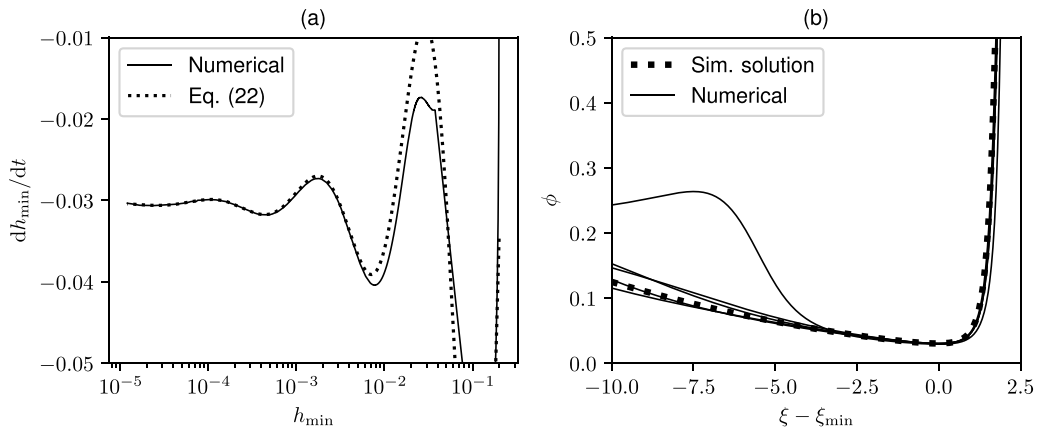 (a)
−0.01
−0.02
−0.03
−0.04
−0.05
dh_min/dt
Numerical
Eq. (22)
10⁻⁵ 10⁻⁴ 10⁻³ 10⁻² 10⁻¹
h_min
(b)
0.5
0.4
0.3
0.2
0.1
0.0
ϕ
Sim. solution
Numerical
−10.0 −7.5 −5.0 −2.5 0.0 2.5
ξ − ξ_min